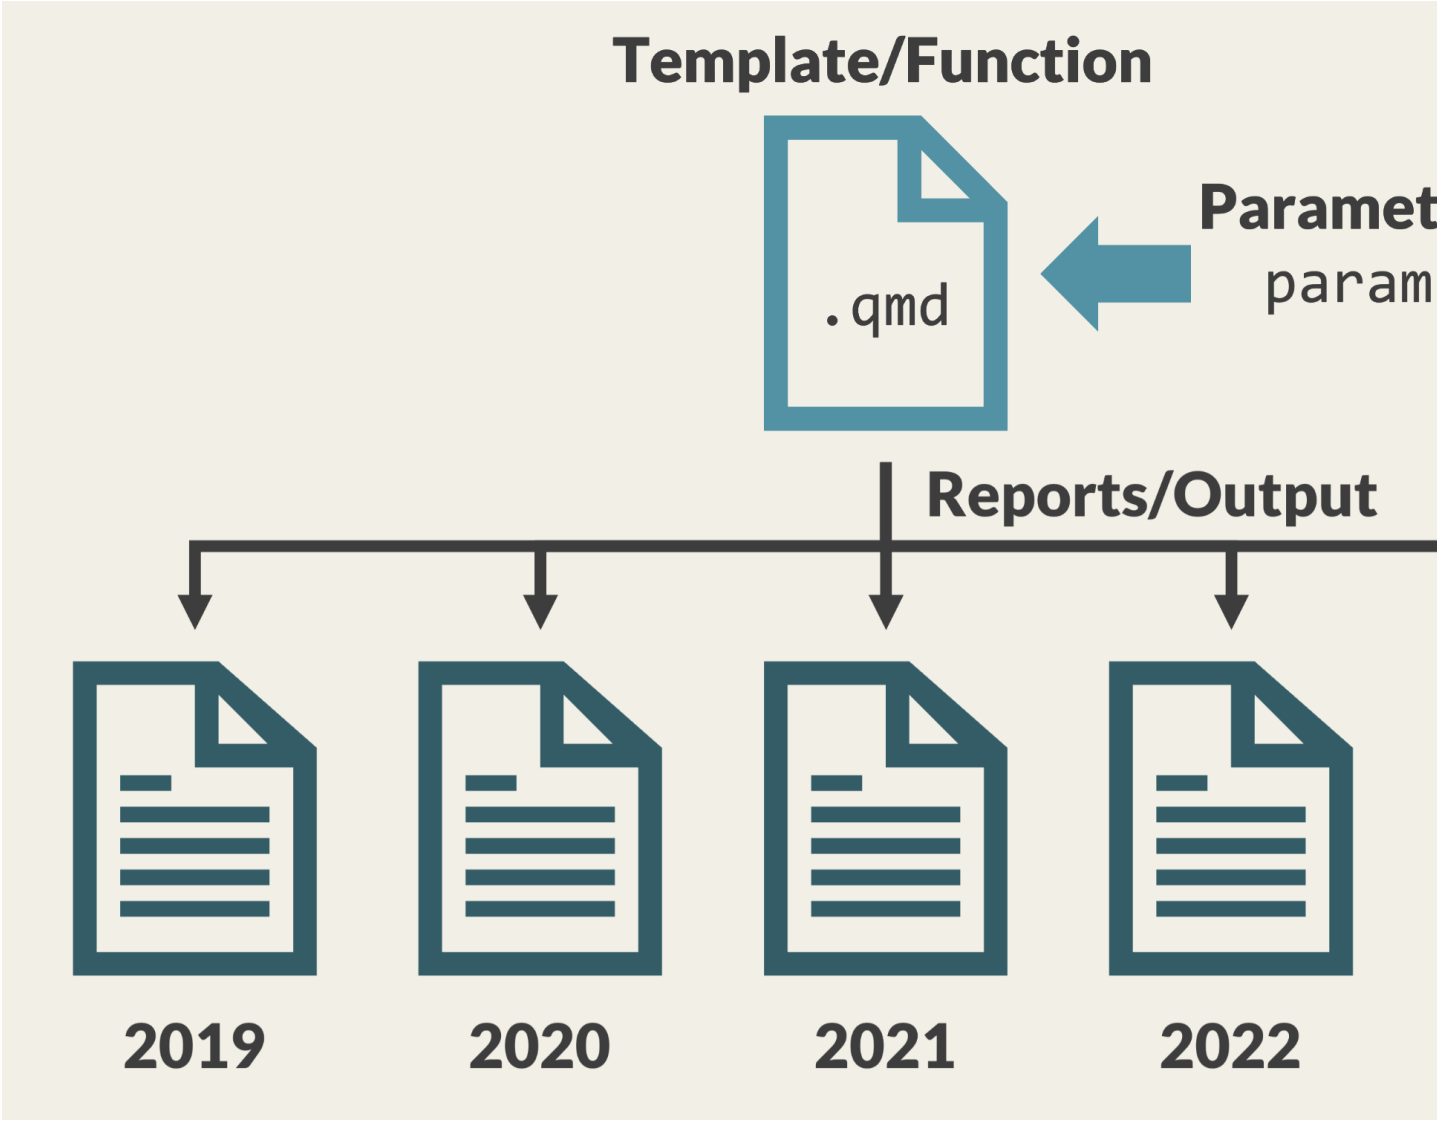 Template/Function
Paramet
param
.qmd
Reports/Output
2019
2020
2021
2022